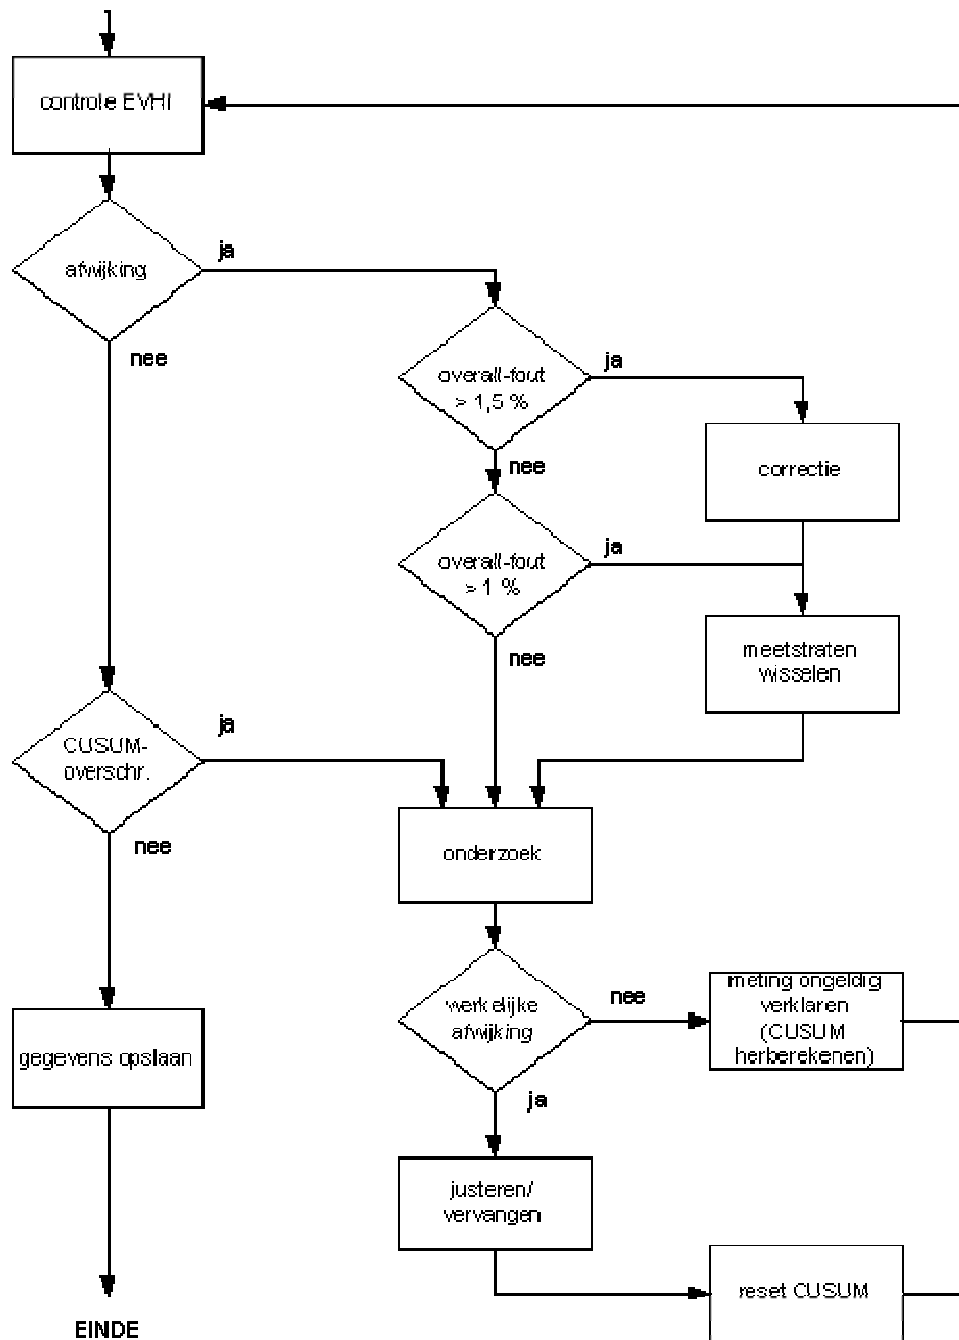 controle EVHI
afwijking
ja
nee
overall-fout
> 1,5 %
ja
nee
correctie
overall-fout
> 1 %
ja
nee
meetstraten
wisselen
CUSUM-
overschr.
ja
nee
onderzoek
werkelijke
afwijking
nee
ja
meting ongeldig
verklaren
(CUSUM
herberekenen)
gegevens opslaan
justeren/
vervangen
reset CUSUM
EINDE